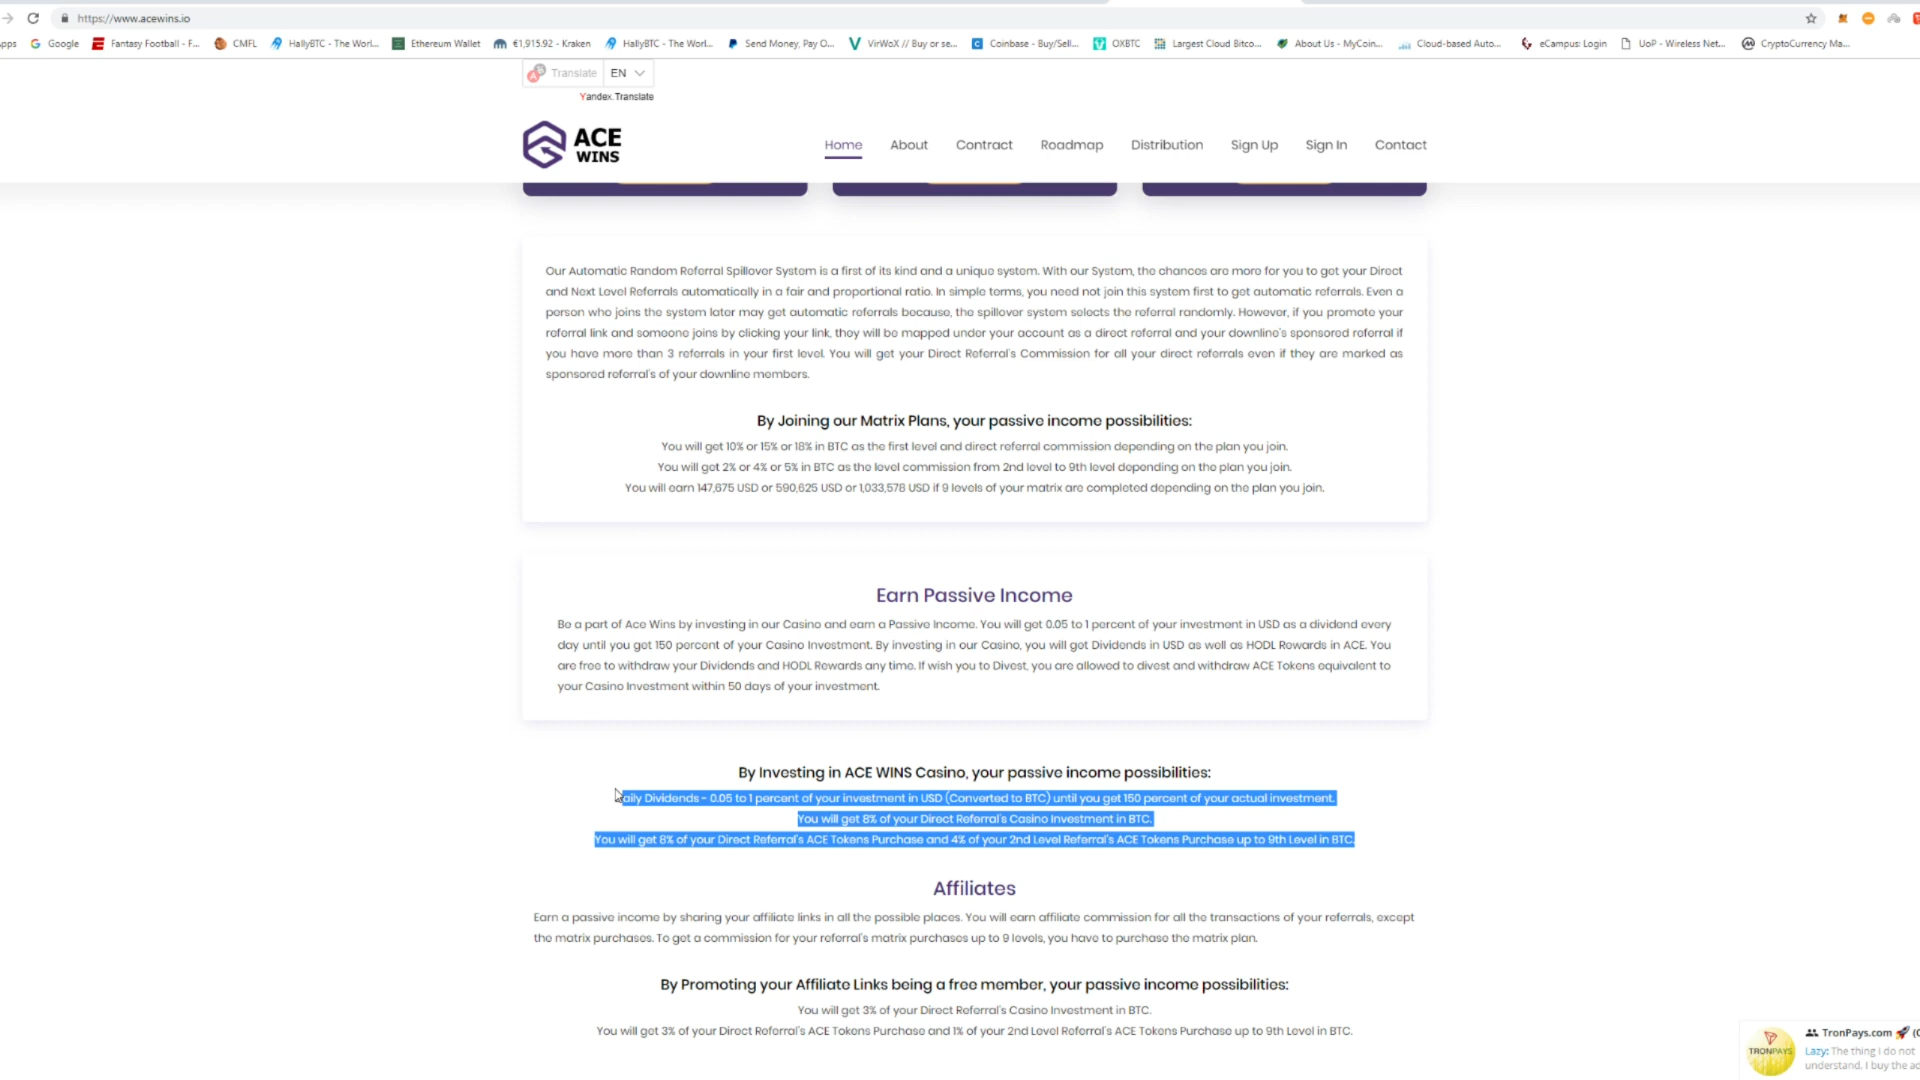 https://www.acewins.io
pps Google Fantasy Football - F... CMFL HallyBTC - The Worl... Ethereum Wallet €1,915.92 - Kraken HallyBTC - The Worl... Send Money, Pay O... VirWoX // Buy or se... Coinbase - Buy/Sell... OXBTC Largest Cloud Bitco... About Us - MyCoin... Cloud-based Auto... eCampus: Login UoP - Wireless Net... CryptoCurrency Ma...
Translate EN
Yandex.Translate
ACE
WINS
Home About Contract Roadmap Distribution Sign Up Sign In Contact
Our Automatic Random Referral Spillover System is a first of its kind and a unique system. With our System, the chances are more for you to get your Direct
and Next Level Referrals automatically in a fair and proportional ratio. In simple terms, you need not join this system first to get automatic referrals. Even a
person who joins the system later may get automatic referrals because, the spillover system selects the referral randomly. However, if you promote your
referral link and someone joins by clicking your link, they will be mapped under your account as a direct referral and your downline's sponsored referral if
you have more than 3 referrals in your first level. You will get your Direct Referral's Commission for all your direct referrals even if they are marked as
sponsored referral's of your downline members.
By Joining our Matrix Plans, your passive income possibilities:
You will get 10% or 15% or 18% in BTC as the first level and direct referral commission depending on the plan you join.
You will get 2% or 4% or 5% in BTC as the level commission from 2nd level to 9th level depending on the plan you join.
You will earn 147,675 USD or 590,625 USD or 1,033,578 USD if 9 levels of your matrix are completed depending on the plan you join.
Earn Passive Income
Be a part of Ace Wins by investing in our Casino and earn a Passive Income. You will get 0.05 to 1 percent of your investment in USD as a dividend every
day until you get 150 percent of your Casino Investment. By investing in our Casino, you will get Dividends in USD as well as HODL Rewards in ACE. You
are free to withdraw your Dividends and HODL Rewards any time. If wish you to Divest, you are allowed to divest and withdraw ACE Tokens equivalent to
your Casino Investment within 50 days of your investment.
By Investing in ACE WINS Casino, your passive income possibilities:
aily Dividends - 0.05 to 1 percent of your investment in USD (Converted to BTC) until you get 150 percent of your actual investment.
You will get 8% of your Direct Referral's Casino Investment in BTC.
You will get 8% of your Direct Referral's ACE Tokens Purchase and 4% of your 2nd Level Referral's ACE Tokens Purchase up to 9th Level in BTC.
Affiliates
Earn a passive income by sharing your affiliate links in all the possible places. You will earn affiliate commission for all the transactions of your referrals, except
the matrix purchases. To get a commission for your referral's matrix purchases up to 9 levels, you have to purchase the matrix plan.
By Promoting your Affiliate Links being a free member, your passive income possibilities:
You will get 3% of your Direct Referral's Casino Investment in BTC.
You will get 3% of your Direct Referral's ACE Tokens Purchase and 1% of your 2nd Level Referral's ACE Tokens Purchase up to 9th Level in BTC.
TRONPAYS
TronPays.com
Lazy: The thing I do not
understand, I buy the